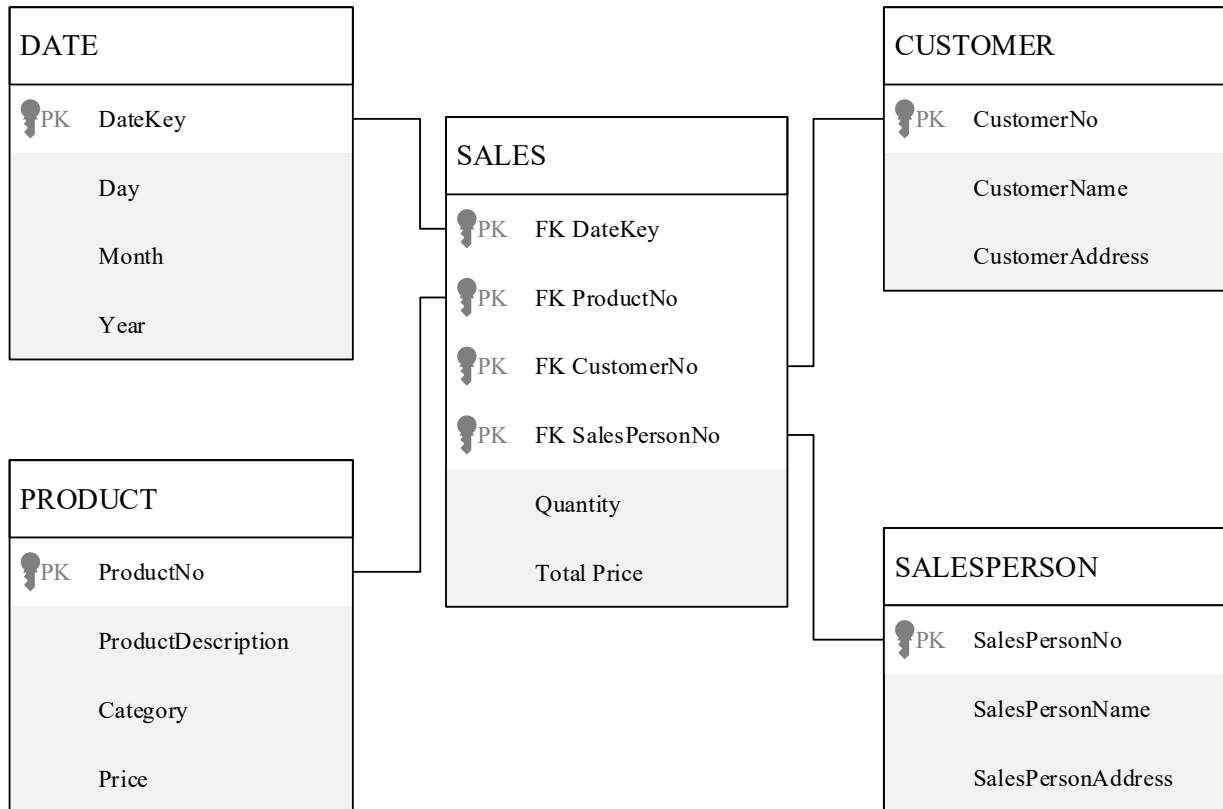 DATE
PK DateKey
Day
Month
Year
PRODUCT
PK ProductNo
ProductDescription
Category
Price
SALES
PK FK DateKey
PK FK ProductNo
PK FK CustomerNo
PK FK SalesPersonNo
Quantity
Total Price
CUSTOMER
PK CustomerNo
CustomerName
CustomerAddress
SALESPERSON
PK SalesPersonNo
SalesPersonName
SalesPersonAddress